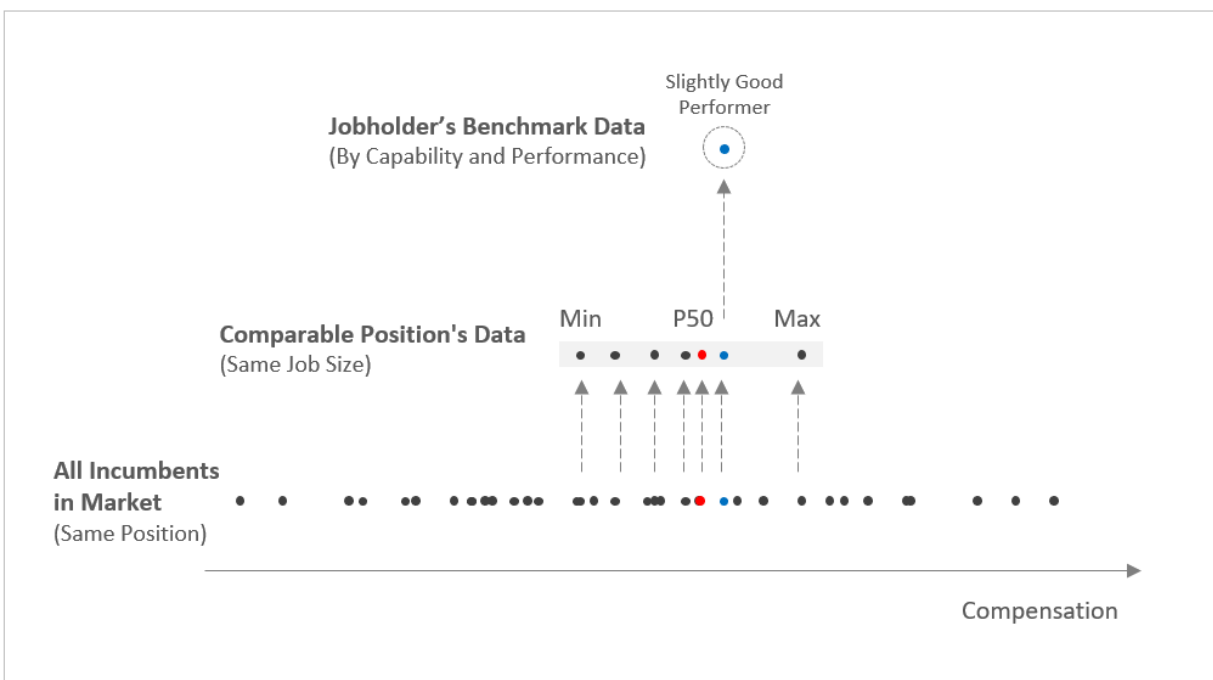 Slightly Good
Performer
Jobholder’s Benchmark Data
(By Capability and Performance)
Min P50 Max
Comparable Position's Data
(Same Job Size)
All Incumbents
in Market
(Same Position)
Compensation